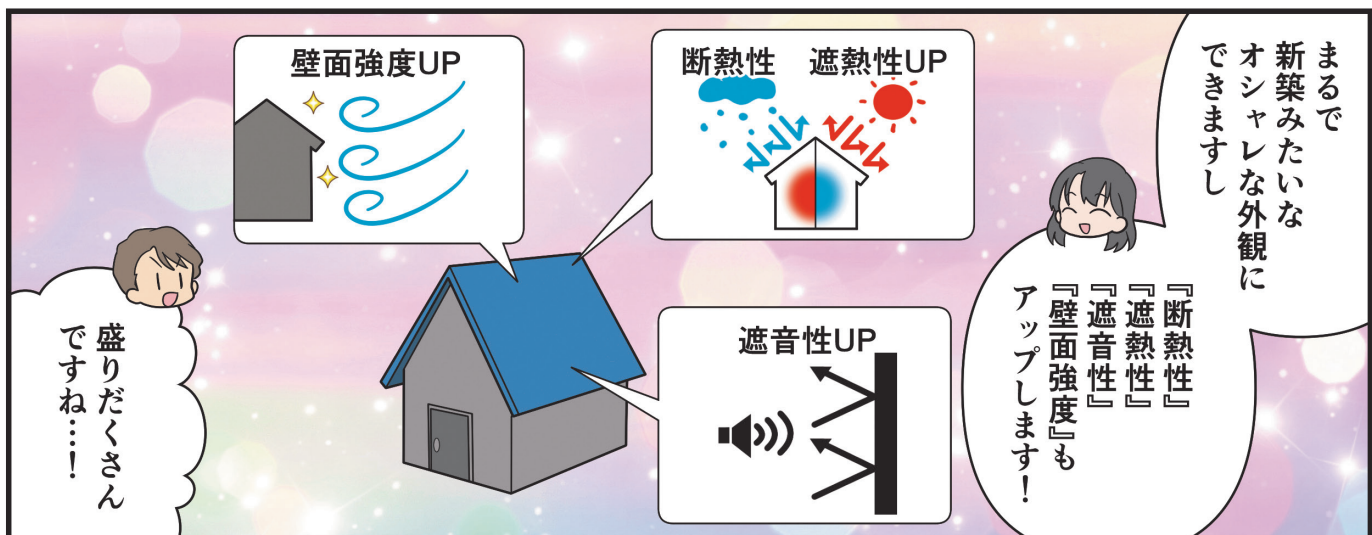 まるで
新築みたいな
オシャレな外観に
できますし
『断熱性』
『遮熱性』
『遮音性』
『壁面強度』も
アップします！
断熱性　遮熱性UP
壁面強度UP
遮音性UP
盛りだくさん
ですね…！